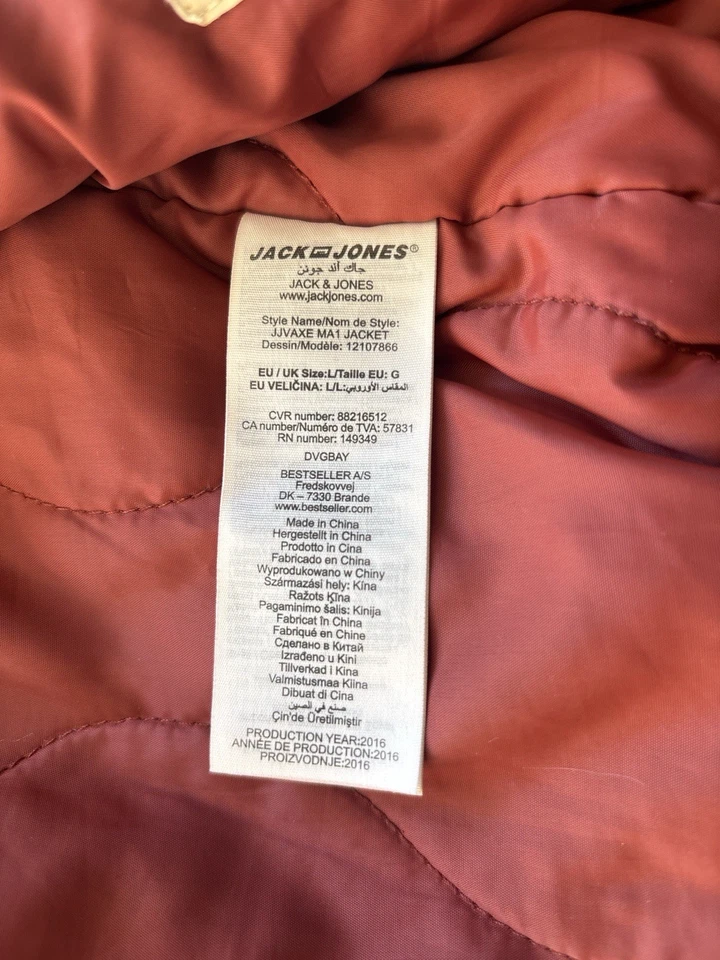 JACK JONES®
جاك أند جونن
JACK & JONES
www.jackjones.com
Style Name/Nom de Style:
JJVAXE MA1 JACKET
Dessin/Modèle: 12107866
EU / UK Size:L/Taille EU: G
EU VELIČINA: L/L:المقاس الأوروبي
CVR number: 88216512
CA number/Numéro de TVA: 57831
RN number: 149349
DVGBAY
BESTSELLER A/S
Fredskovvej
DK – 7330 Brande
www.bestseller.com
Made in China
Hergestellt in China
Prodotto in Cina
Fabricado en China
Wyprodukowano w Chiny
Származási hely: Kína
Ražots Ķīna
Pagaminimo šalis: Kinija
Fabricat în China
Fabriqué en Chine
Сделано в Китай
Izrađeno u Kini
Tillverkad i Kina
Valmistusmaa Kiina
Dibuat di Cina
صنع في الصين
Çin'de Üretilmiştir
PRODUCTION YEAR:2016
ANNÉE DE PRODUCTION:2016
PROIZVODNJE:2016